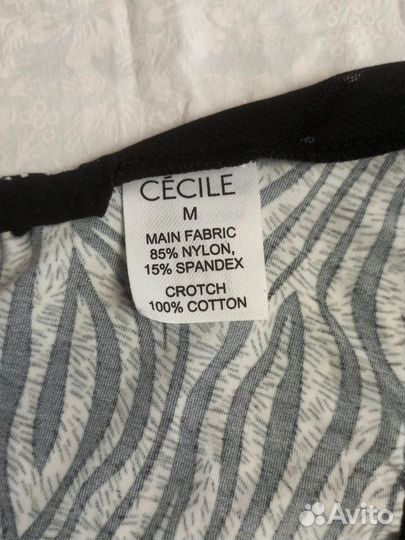 CÉCILE
M
MAIN FABRIC
85% NYLON,
15% SPANDEX
CROTCH
100% COTTON
Avito